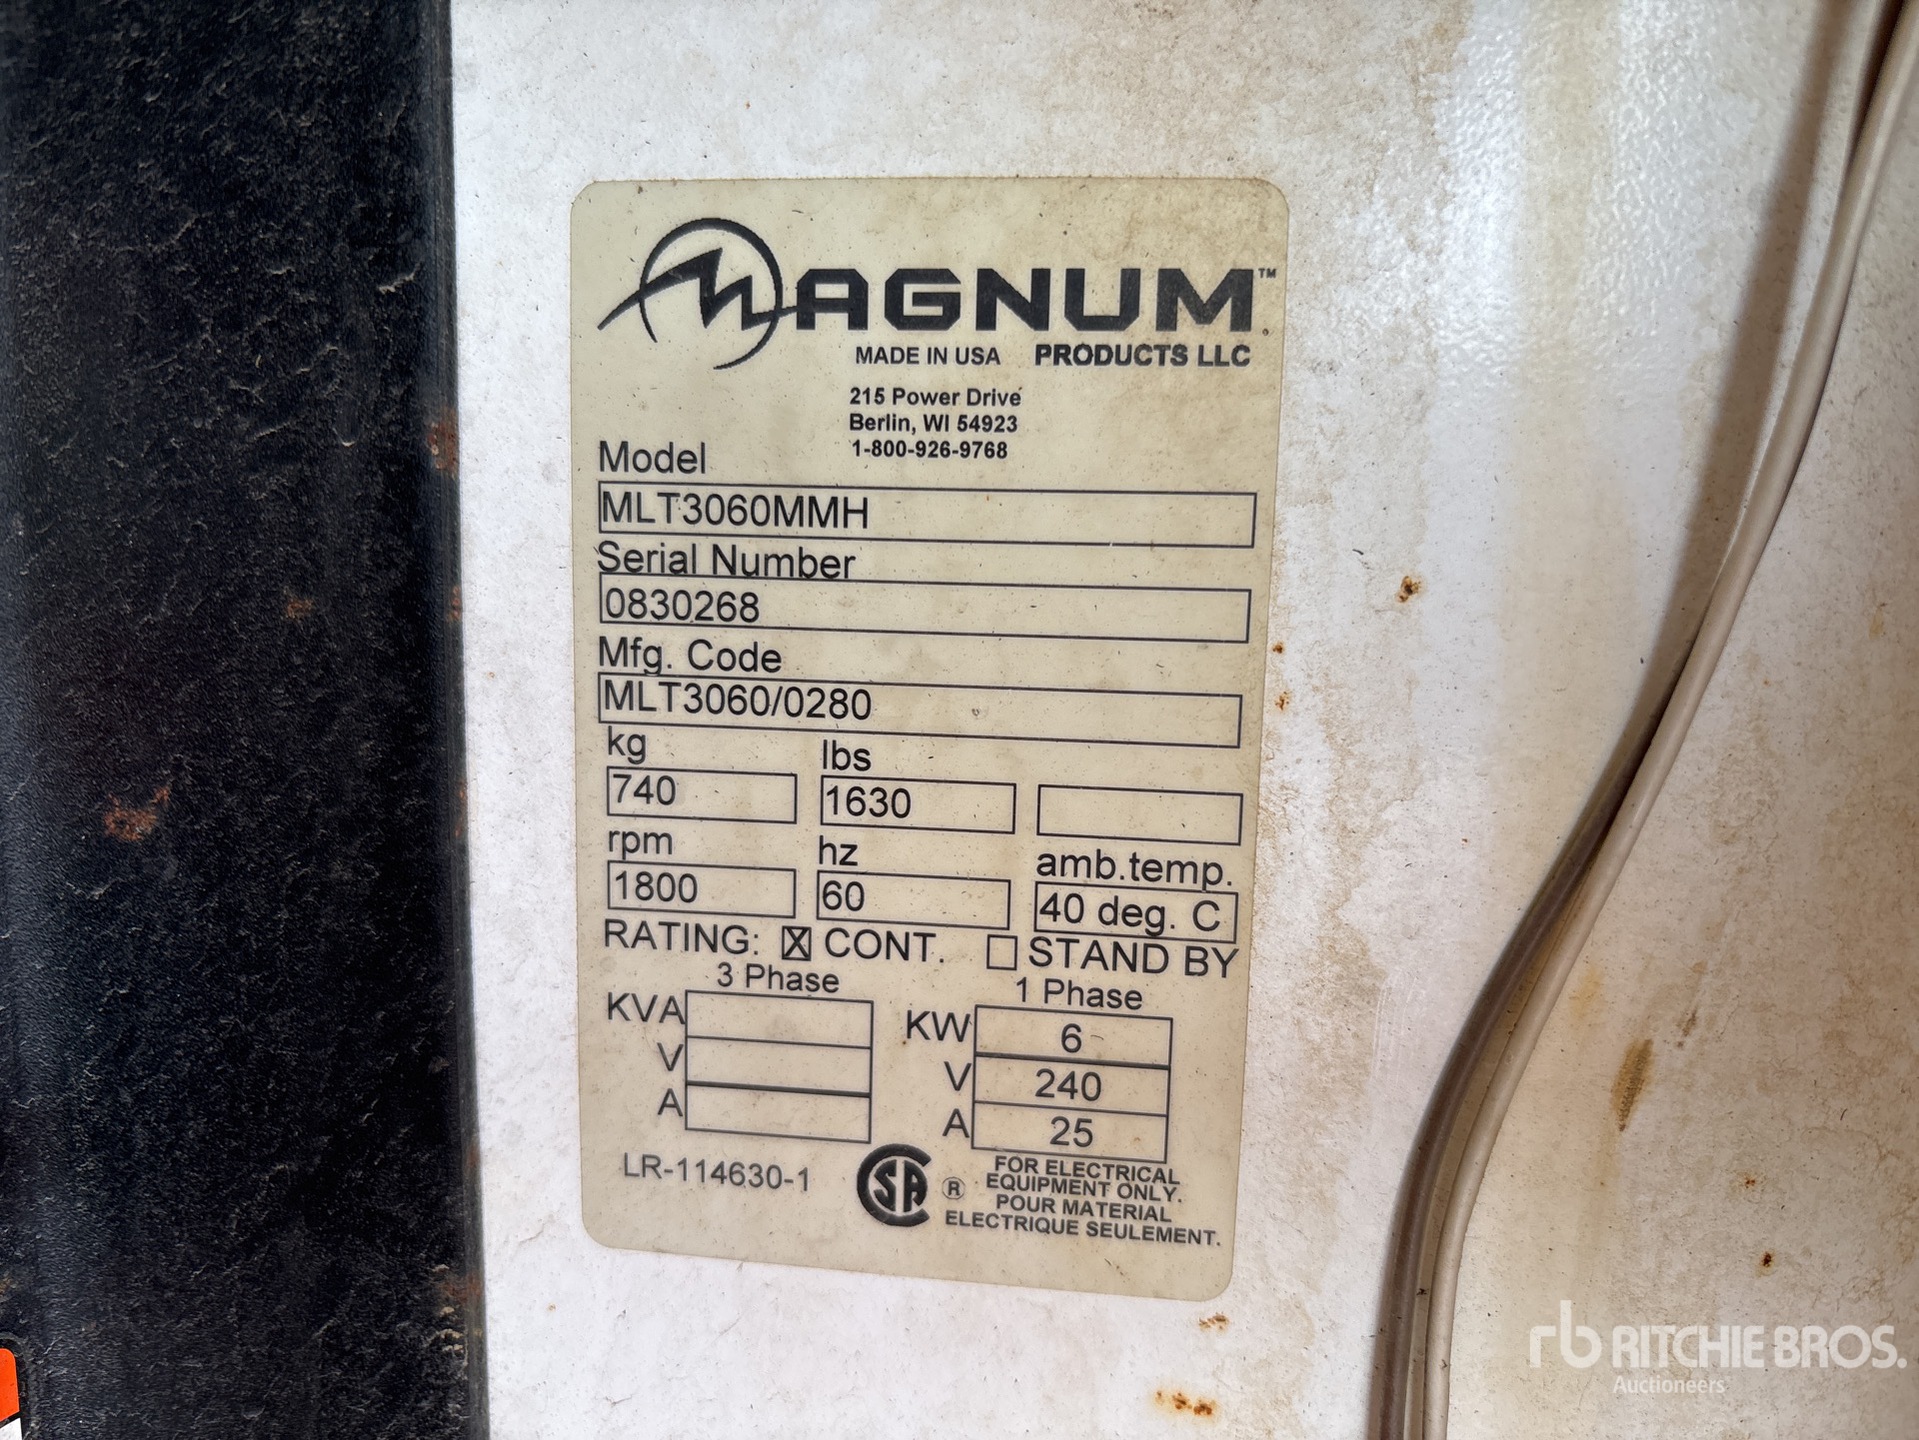 MAGNUM™
MADE IN USA PRODUCTS LLC
215 Power Drive
Berlin, WI 54923
1-800-926-9768
Model
MLT3060MMH
Serial Number
0830268
Mfg. Code
MLT3060/0280
kg lbs
740 1630
rpm hz amb.temp.
1800 60 40 deg. C
RATING: ☒ CONT. ☐ STAND BY
3 Phase 1 Phase
KVA KW 6
V V 240
A A 25
LR-114630-1 CSA ® FOR ELECTRICAL
EQUIPMENT ONLY.
POUR MATERIAL
ELECTRIQUE SEULEMENT.
rb RITCHIE BROS.
Auctioneers